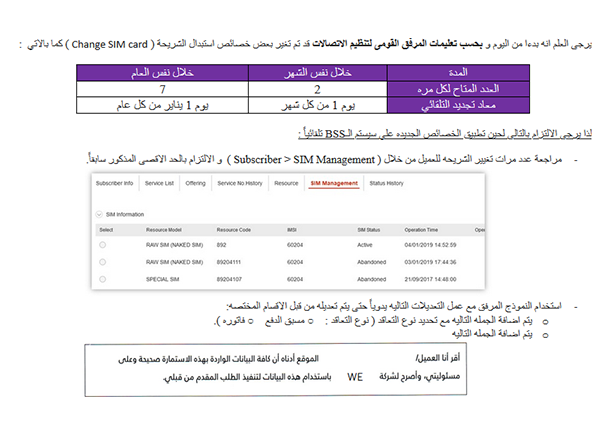 يرجى العلم انه بدءا من اليوم و بحسب تعليمات المرفق القومى لتنظيم الاتصالات قد تم تغير بعض خصائص استبدال الشريحة ( Change SIM card ) كما بالاتي :
المدة خلال نفس الشهر خلال نفس العام
العدد المتاح لكل مره 2 7
معاد تجديد التلقائي يوم 1 من كل شهر يوم 1 يناير من كل عام
لذا يرجى الالتزام بالتالى لحين تطبيق الخصائص الجديده على سيستم الـBSS تلقائياً :
- مراجعة عدد مرات تغيير الشريحه للعميل من خلال ( Subscriber > SIM Management ) و الالتزام بالحد الاقصى المذكور سابقاً.
Subscriber Info Service List Offering Service No History Resource SIM Management Status History
SIM Information
Select Resource Model Resource Code IMSI SIM Status Operation Time Oper
RAW SIM (NAKED SIM) 892 60204 Active 04/01/2019 14:52:59
RAW SIM (NAKED SIM) 89204111 60204 Abandoned 03/01/2019 17:44:36
SPECIAL SIM 89204107 60204 Abandoned 21/09/2017 14:48:00
- استخدام النموذج المرفق مع عمل التعديلات التاليه يدوياً حتى يتم تعديله من قبل الاقسام المختصه:
o يتم اضافة الجمله التاليه مع تحديد نوع التعاقد ( نوع التعاقد : o مسبق الدفع o فاتوره ).
o يتم اضافة الجمله التاليه
أقر أنا العميل/ الموقع أدناه أن كافة البيانات الواردة بهذه الاستمارة صحيحة وعلى
مسئوليتي، وأصرح لشركة WE باستخدام هذه البيانات لتنفيذ الطلب المقدم من قبلي.